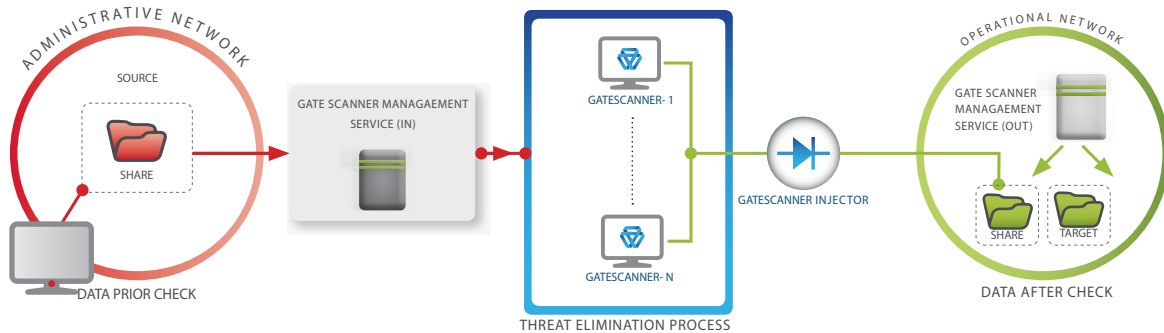 ADMINISTRATIVE NETWORK
SOURCE
SHARE
DATA PRIOR CHECK
GATE SCANNER MANAGAEMENT
SERVICE (IN)
GATESCANNER- 1
GATESCANNER- N
THREAT ELIMINATION PROCESS
GATESCANNER INJECTOR
OPERATIONAL NETWORK
GATE SCANNER
MANAGAEMENT
SERVICE (OUT)
SHARE
TARGET
DATA AFTER CHECK